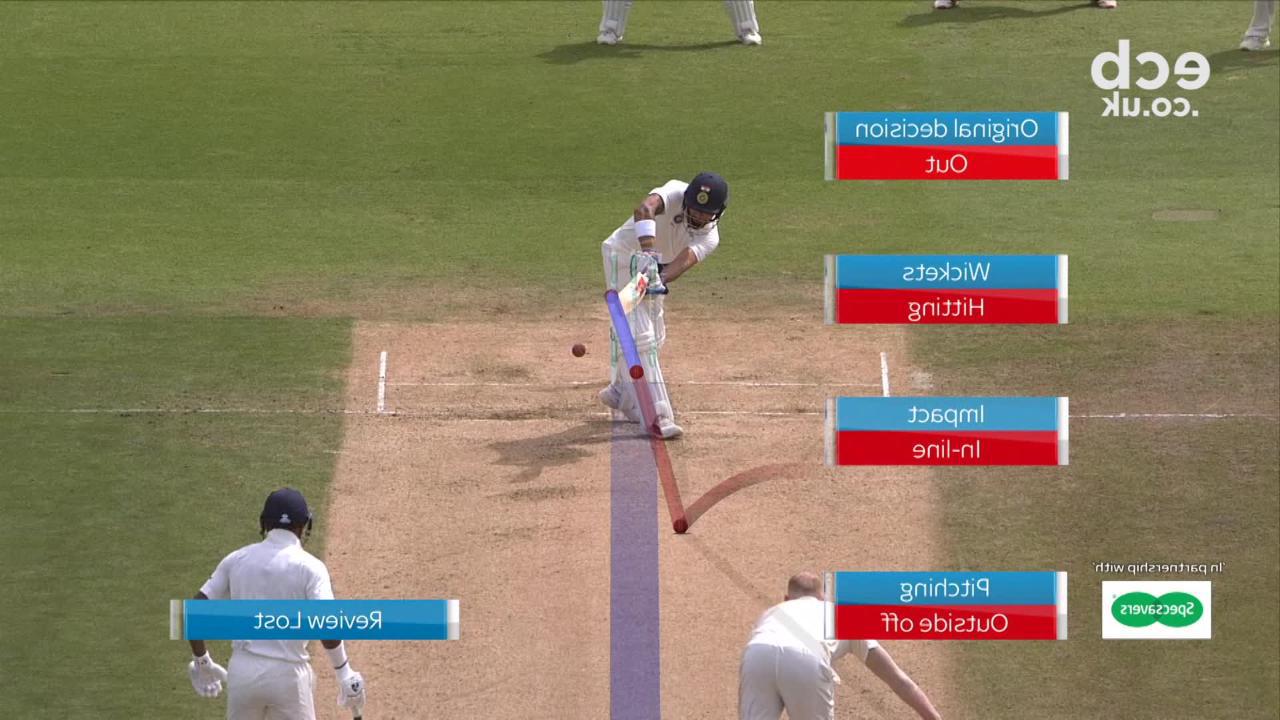 ecb
.co.uk
Original decision
Out
Wickets
Hitting
Impact
In-line
Pitching
Outside off
'In partnership with'
Specsavers
Review Lost